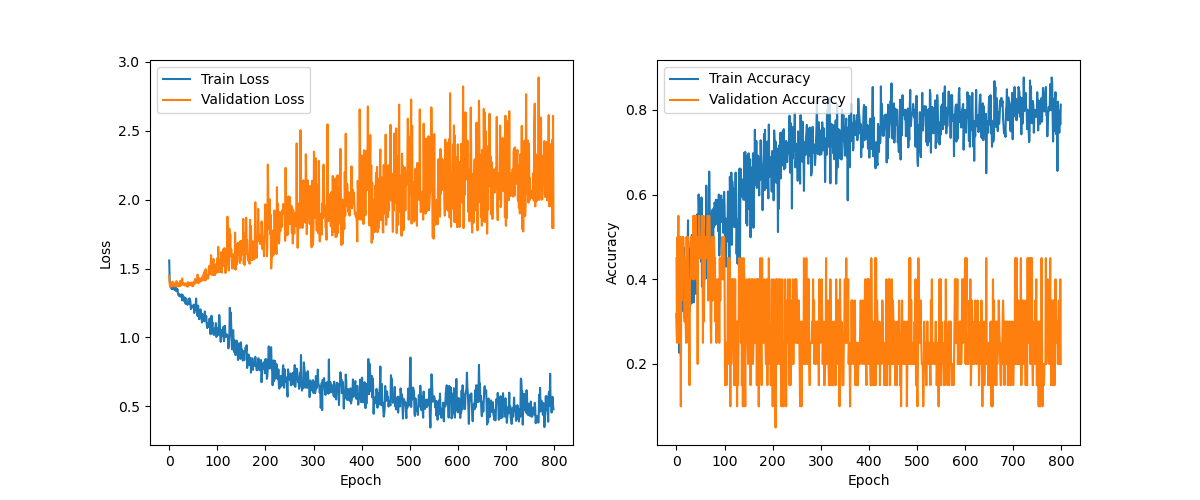 Train Loss
Validation Loss
3.0
2.5
2.0
1.5
1.0
0.5
Loss
0 100 200 300 400 500 600 700 800
Epoch
Train Accuracy
Validation Accuracy
0.8
0.6
0.4
0.2
Accuracy
0 100 200 300 400 500 600 700 800
Epoch